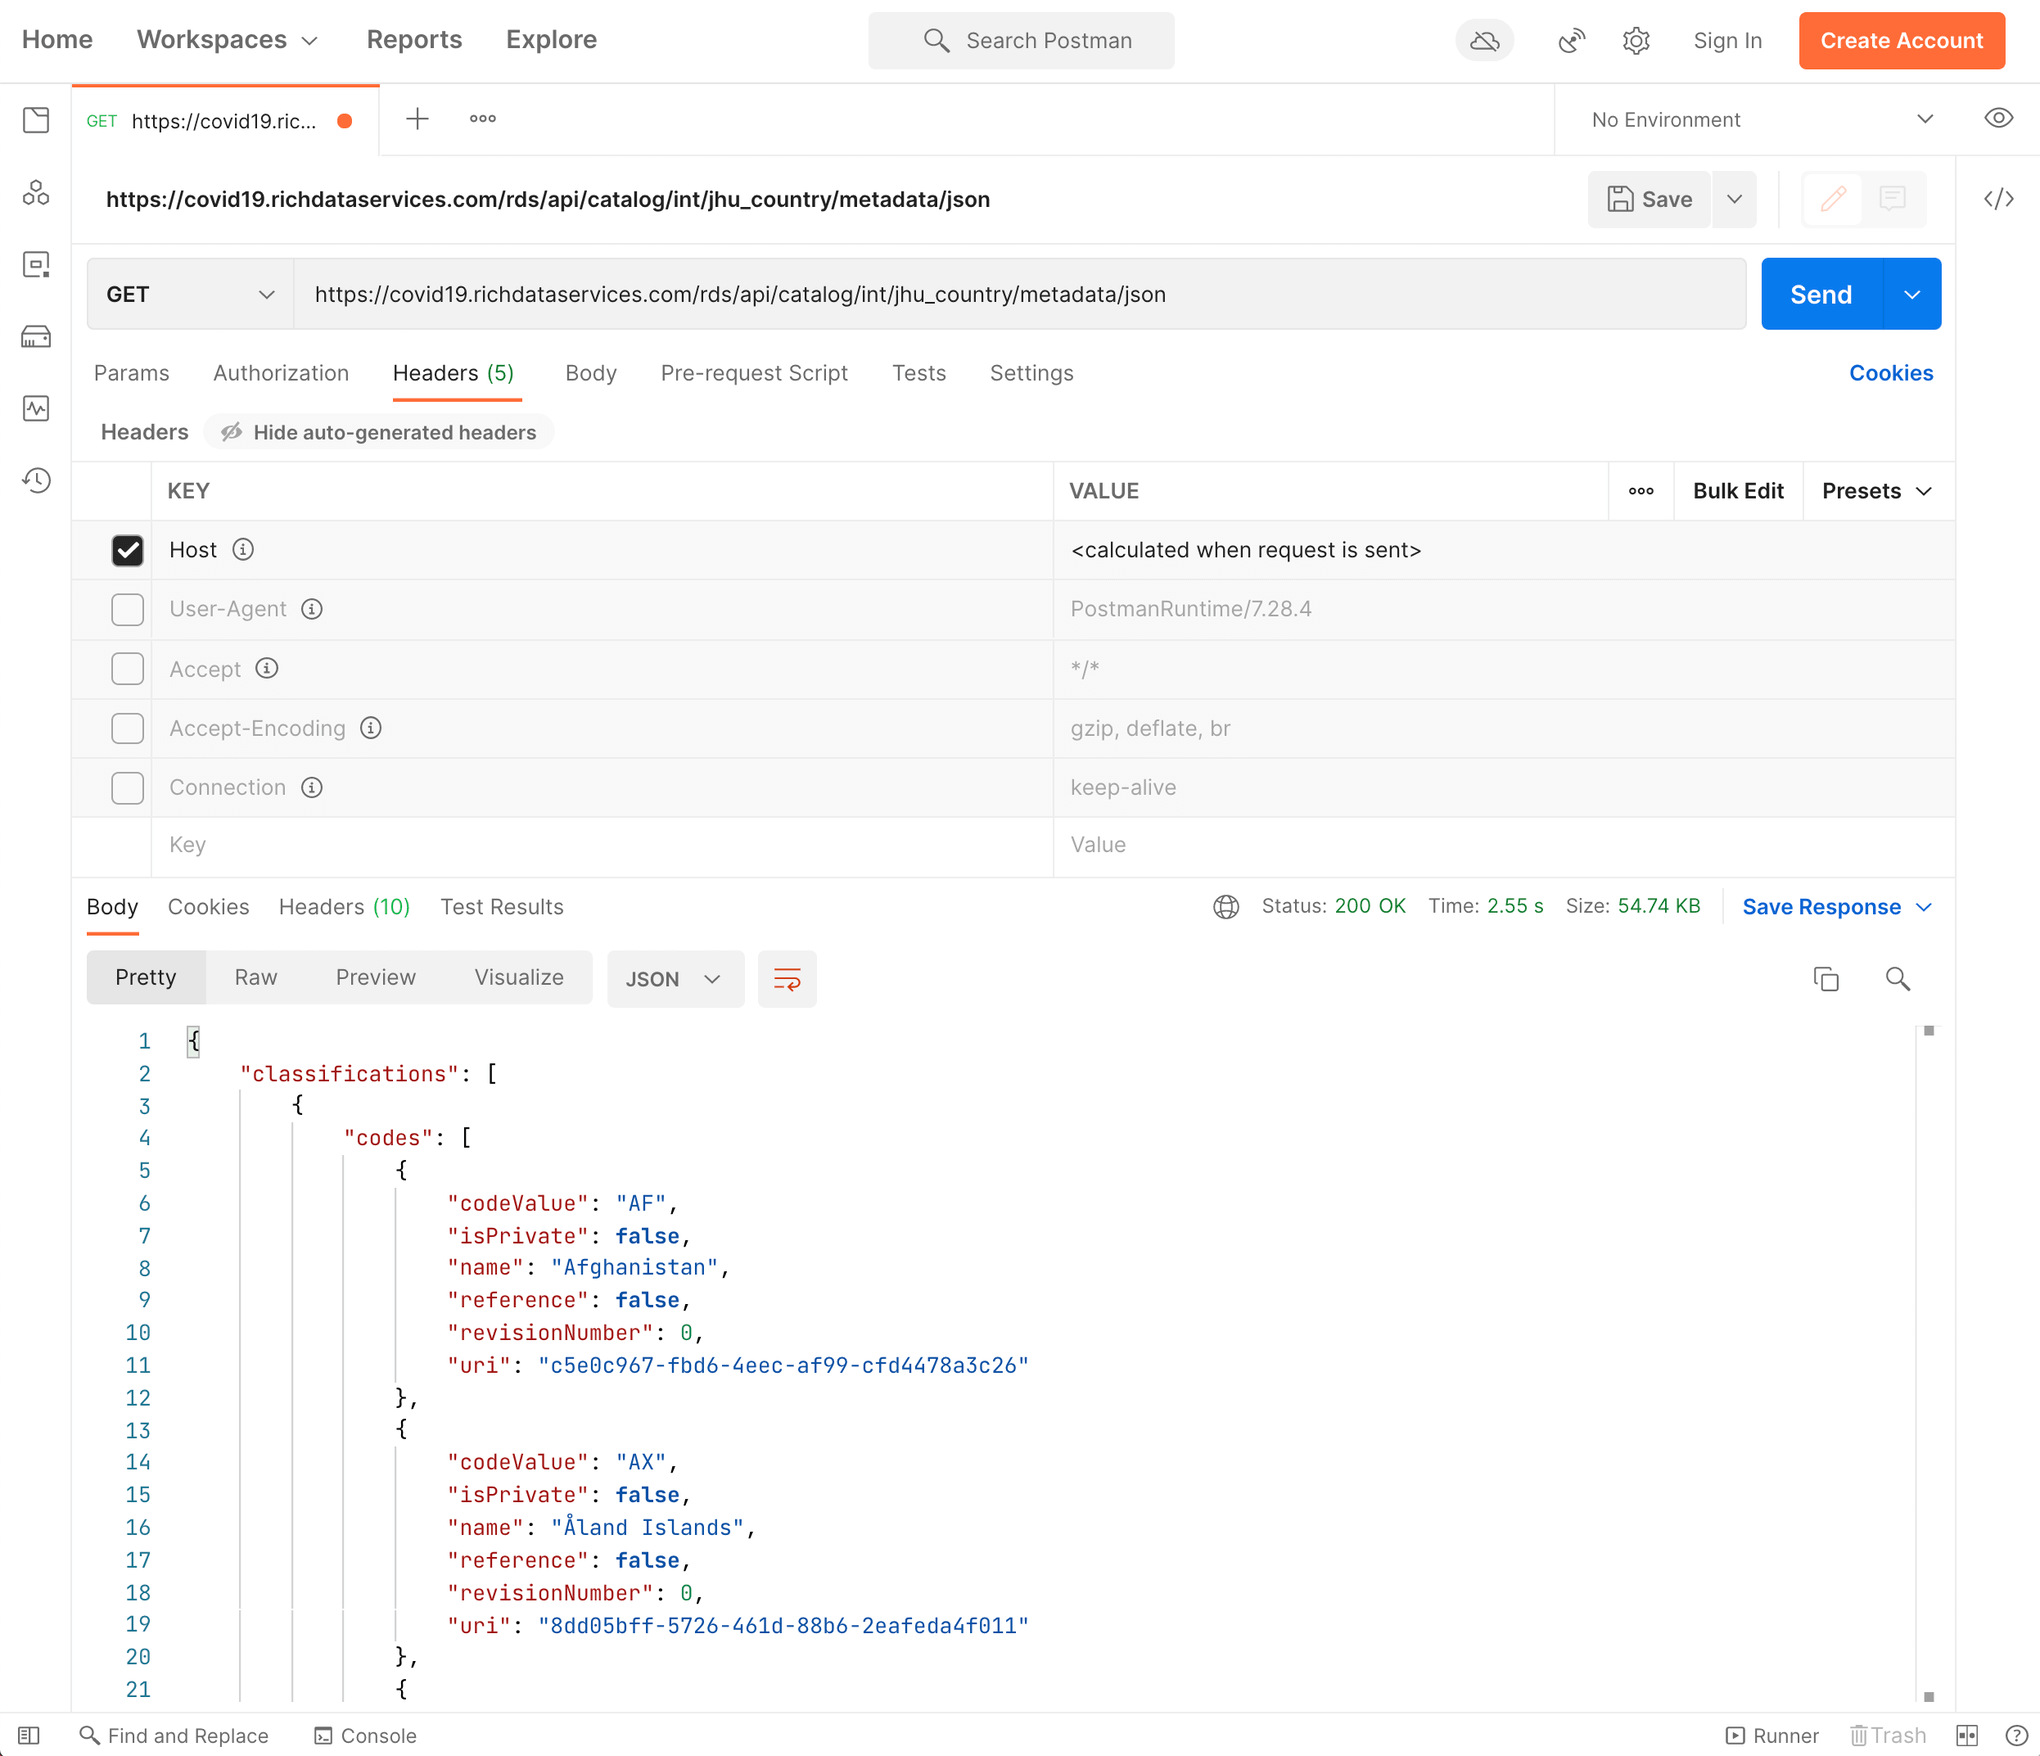 Home Workspaces Reports Explore Search Postman Sign In Create Account
GET https://covid19.ric... No Environment
https://covid19.richdataservices.com/rds/api/catalog/int/jhu_country/metadata/json Save
GET https://covid19.richdataservices.com/rds/api/catalog/int/jhu_country/metadata/json Send
Params Authorization Headers (5) Body Pre-request Script Tests Settings Cookies
Headers Hide auto-generated headers
KEY VALUE Bulk Edit Presets
Host <calculated when request is sent>
User-Agent PostmanRuntime/7.28.4
Accept */*
Accept-Encoding gzip, deflate, br
Connection keep-alive
Key Value
Body Cookies Headers (10) Test Results Status: 200 OK Time: 2.55 s Size: 54.74 KB Save Response
Pretty Raw Preview Visualize JSON
1 {
2 "classifications": [
3 {
4 "codes": [
5 {
6 "codeValue": "AF",
7 "isPrivate": false,
8 "name": "Afghanistan",
9 "reference": false,
10 "revisionNumber": 0,
11 "uri": "c5e0c967-fbd6-4eec-af99-cfd4478a3c26"
12 },
13 {
14 "codeValue": "AX",
15 "isPrivate": false,
16 "name": "Åland Islands",
17 "reference": false,
18 "revisionNumber": 0,
19 "uri": "8dd05bff-5726-461d-88b6-2eafeda4f011"
20 },
21 {
Find and Replace Console Runner Trash